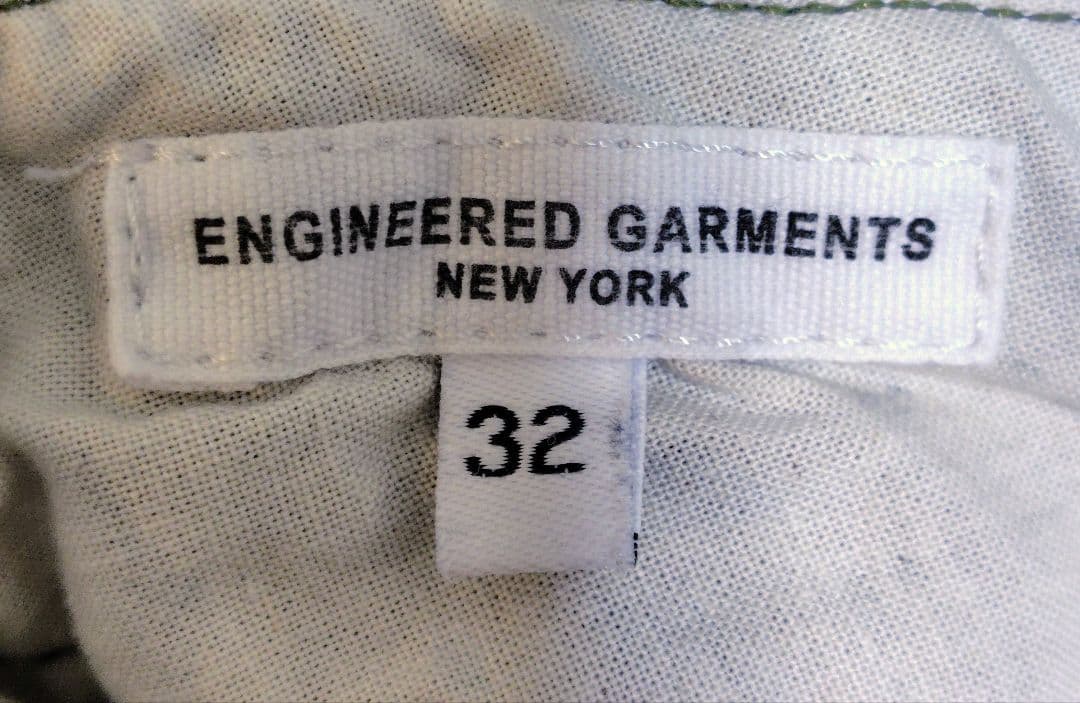 ENGINEERED GARMENTS
NEW YORK
32